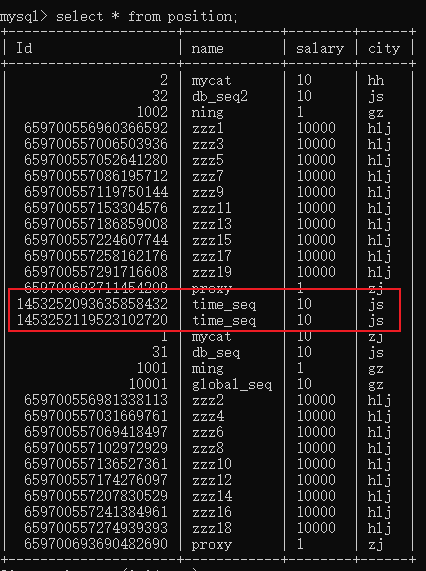 mysql> select * from position;
| Id | name | salary | city |
| 2 | mycat | 10 | hh |
| 32 | db_seq2 | 10 | js |
| 1002 | ning | 1 | gz |
| 659700556960366592 | zzz1 | 10000 | hlj |
| 659700557006503936 | zzz3 | 10000 | hlj |
| 659700557052641280 | zzz5 | 10000 | hlj |
| 659700557086195712 | zzz7 | 10000 | hlj |
| 659700557119750144 | zzz9 | 10000 | hlj |
| 659700557153304576 | zzz11 | 10000 | hlj |
| 659700557186859008 | zzz13 | 10000 | hlj |
| 659700557224607744 | zzz15 | 10000 | hlj |
| 659700557258162176 | zzz17 | 10000 | hlj |
| 659700557291716608 | zzz19 | 10000 | hlj |
| 659700693711454209 | proxy | 1 | zj |
| 1453252093635858432 | time_seq | 10 | js |
| 1453252119523102720 | time_seq | 10 | js |
| 1 | mycat | 10 | zj |
| 31 | db_seq | 10 | js |
| 1001 | ming | 1 | gz |
| 10001 | global_seq | 10 | gz |
| 659700556981338113 | zzz2 | 10000 | hlj |
| 659700557031669761 | zzz4 | 10000 | hlj |
| 659700557069418497 | zzz6 | 10000 | hlj |
| 659700557102972929 | zzz8 | 10000 | hlj |
| 659700557136527361 | zzz10 | 10000 | hlj |
| 659700557174276097 | zzz12 | 10000 | hlj |
| 659700557207830529 | zzz14 | 10000 | hlj |
| 659700557241384961 | zzz16 | 10000 | hlj |
| 659700557274939393 | zzz18 | 10000 | hlj |
| 659700693690482690 | proxy | 1 | zj |